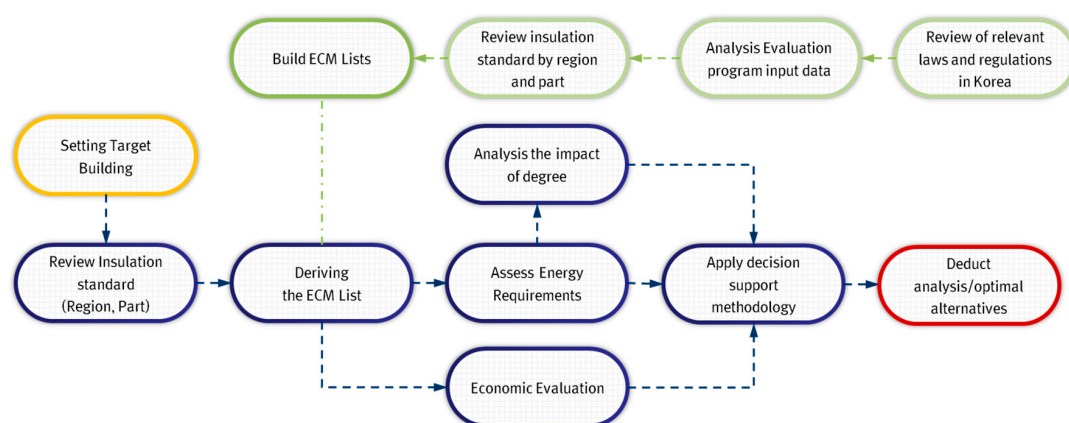 Build ECM Lists
Review insulation
standard by region
and part
Analysis Evaluation
program input data
Review of relevant
laws and regulations
in Korea
Setting Target
Building
Analysis the impact
of degree
Review Insulation
standard
(Region, Part)
Deriving
the ECM List
Assess Energy
Requirements
Apply decision
support
methodology
Deduct
analysis/optimal
alternatives
Economic Evaluation